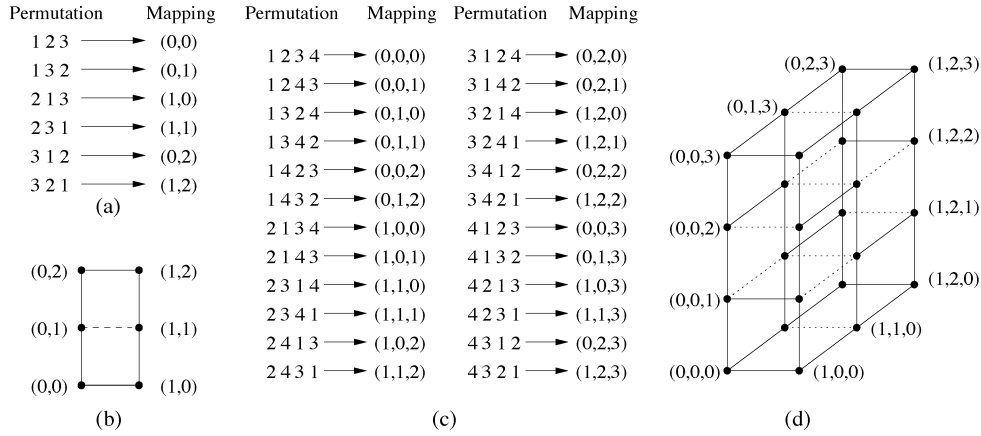 Permutation Mapping
1 2 3 (0,0)
1 3 2 (0,1)
2 1 3 (1,0)
2 3 1 (1,1)
3 1 2 (0,2)
3 2 1 (1,2)
(a)
(0,2) (1,2)
(0,1) (1,1)
(0,0) (1,0)
(b)
Permutation Mapping Permutation Mapping
1 2 3 4 (0,0,0) 3 1 2 4 (0,2,0)
1 2 4 3 (0,0,1) 3 1 4 2 (0,2,1)
1 3 2 4 (0,1,0) 3 2 1 4 (1,2,0)
1 3 4 2 (0,1,1) 3 2 4 1 (1,2,1)
1 4 2 3 (0,0,2) 3 4 1 2 (0,2,2)
1 4 3 2 (0,1,2) 3 4 2 1 (1,2,2)
2 1 3 4 (1,0,0) 4 1 2 3 (0,0,3)
2 1 4 3 (1,0,1) 4 1 3 2 (0,1,3)
2 3 1 4 (1,1,0) 4 2 1 3 (1,0,3)
2 3 4 1 (1,1,1) 4 2 3 1 (1,1,3)
2 4 1 3 (1,0,2) 4 3 1 2 (0,2,3)
2 4 3 1 (1,1,2) 4 3 2 1 (1,2,3)
(c)
(0,2,3) (1,2,3)
(0,1,3)
(1,2,2)
(0,0,3)
(1,2,1)
(0,0,2)
(1,2,0)
(0,0,1)
(1,1,0)
(0,0,0) (1,0,0)
(d)